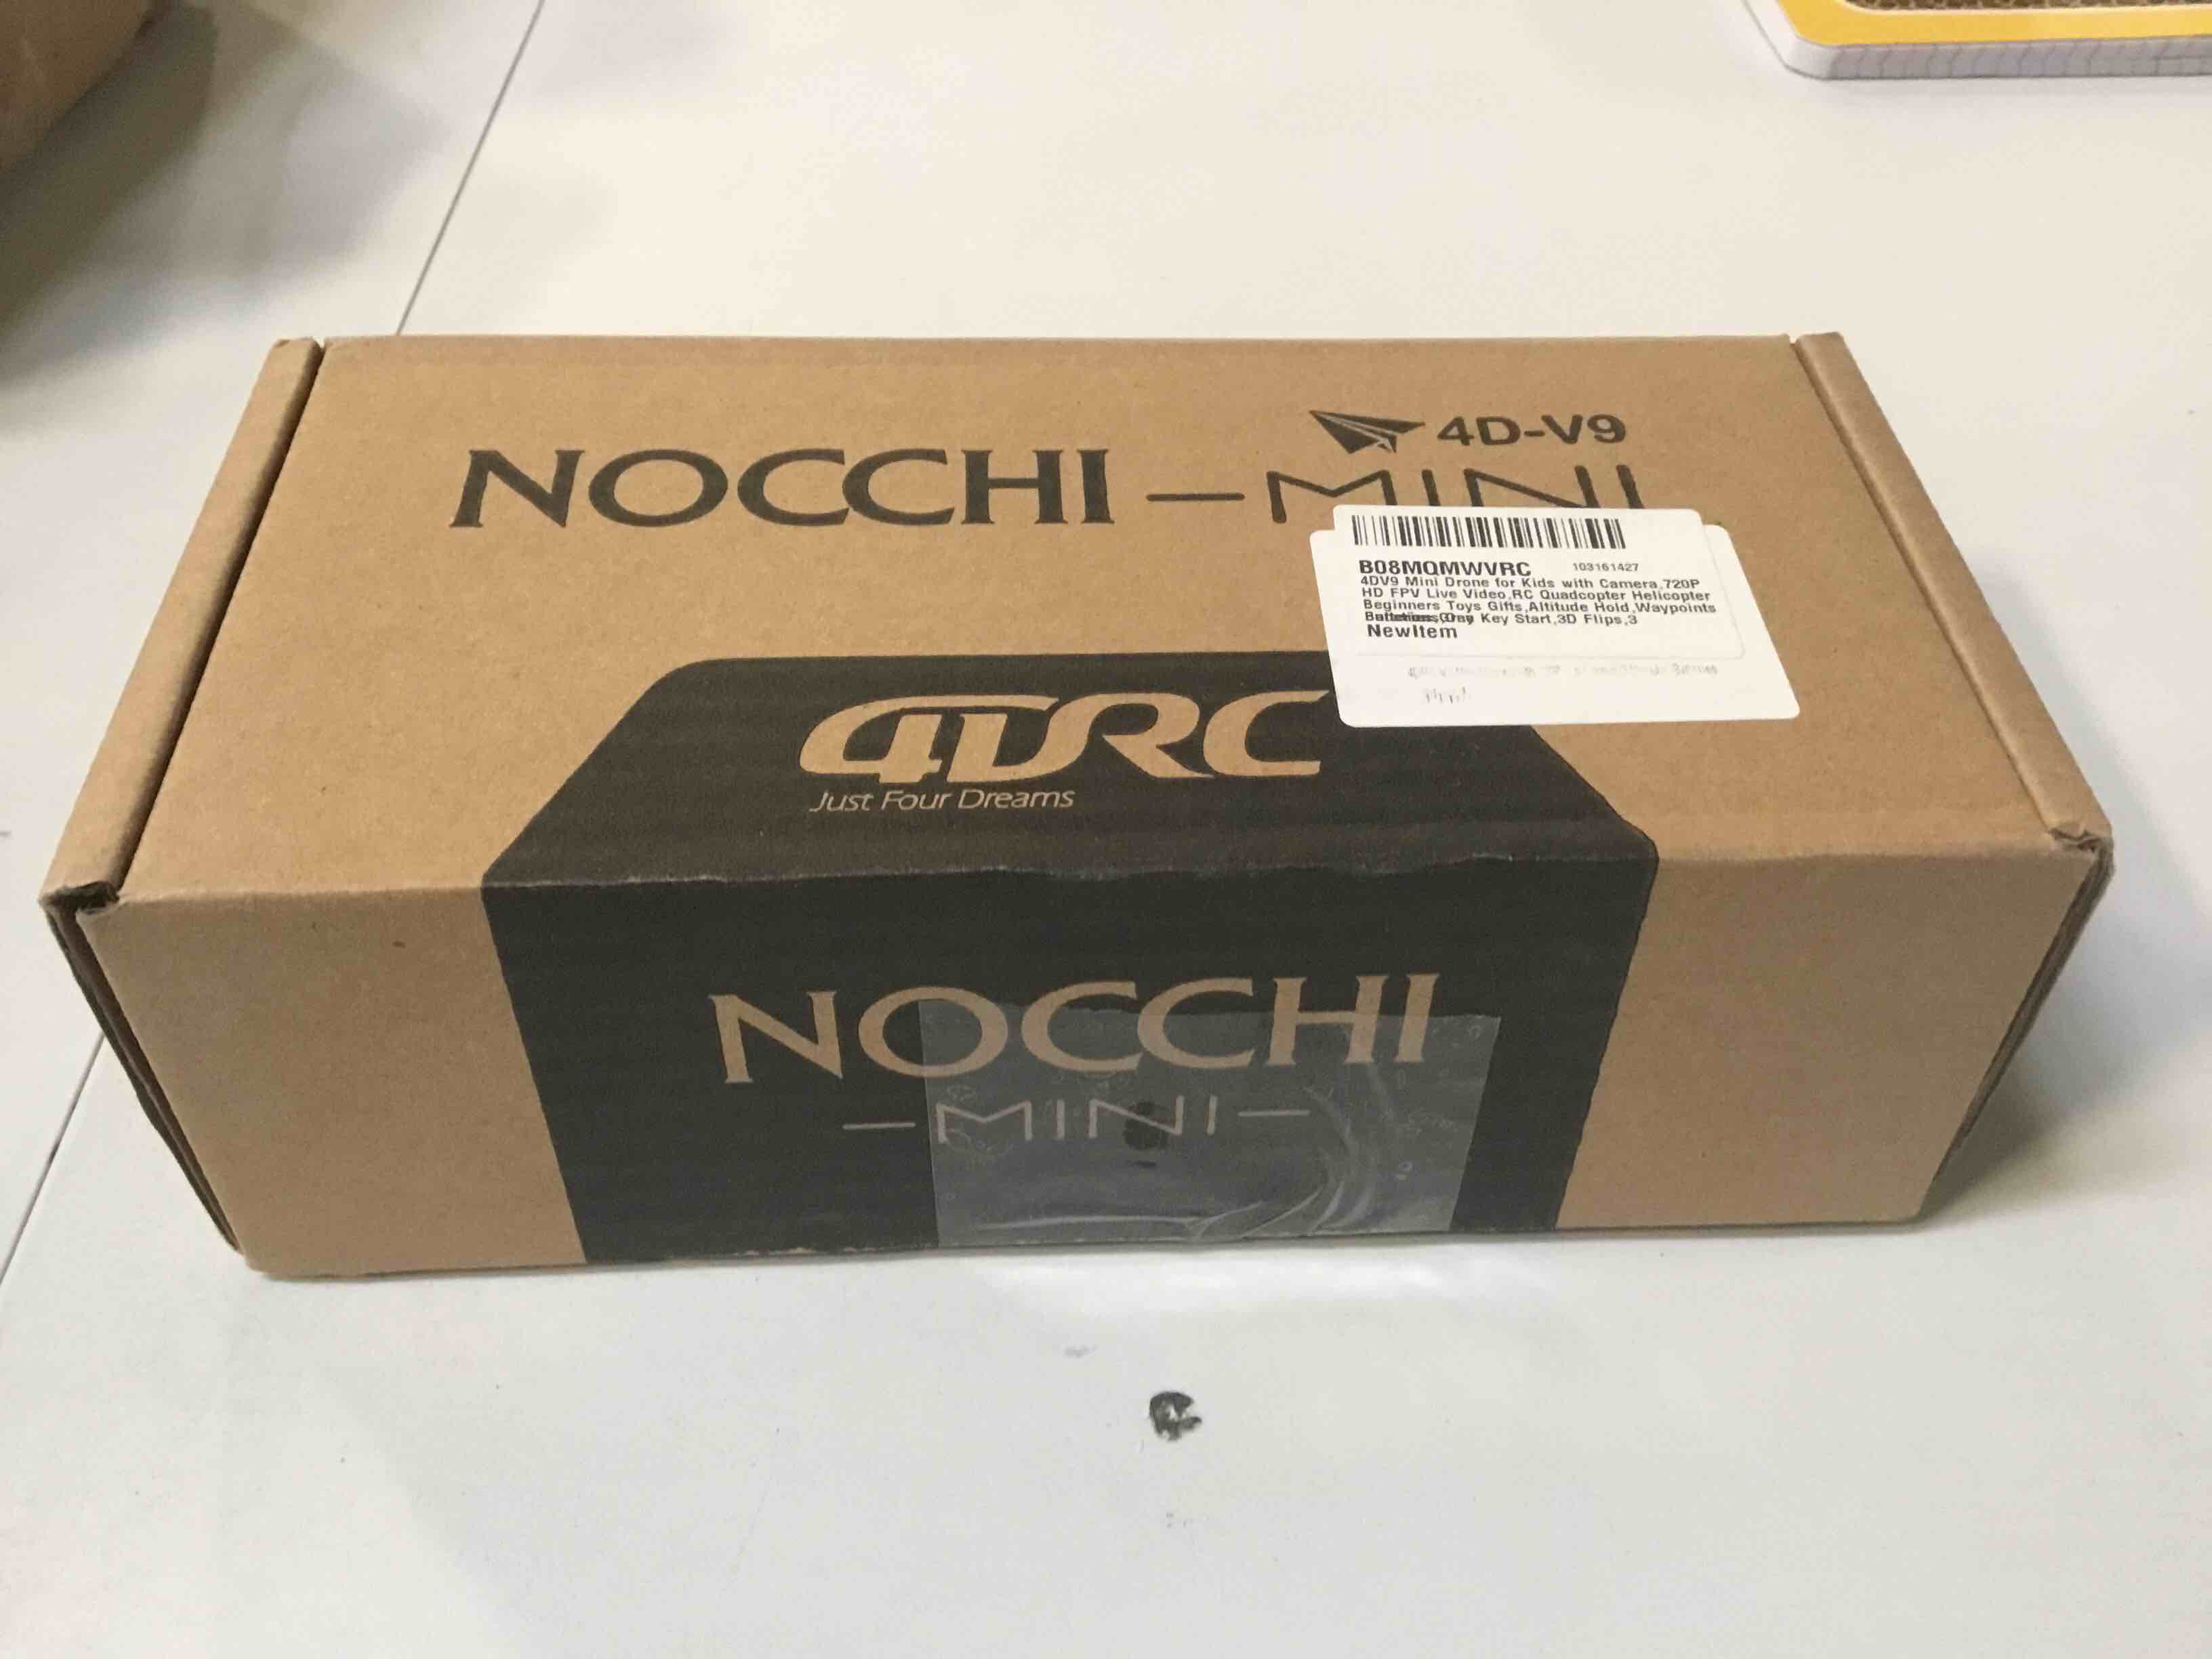 4D-V9
NOCCHI – MINI
B08MQMWVRC 103161427
4DV9 Mini Drone for Kids with Camera,720P
HD FPV Live Video,RC Quadcopter Helicopter
Beginners Toys Gifts,Altitude Hold,Waypoints
Key Start,3D Flips,3
NewItem
4DRC
Just Four Dreams
NOCCHI
–MINI–